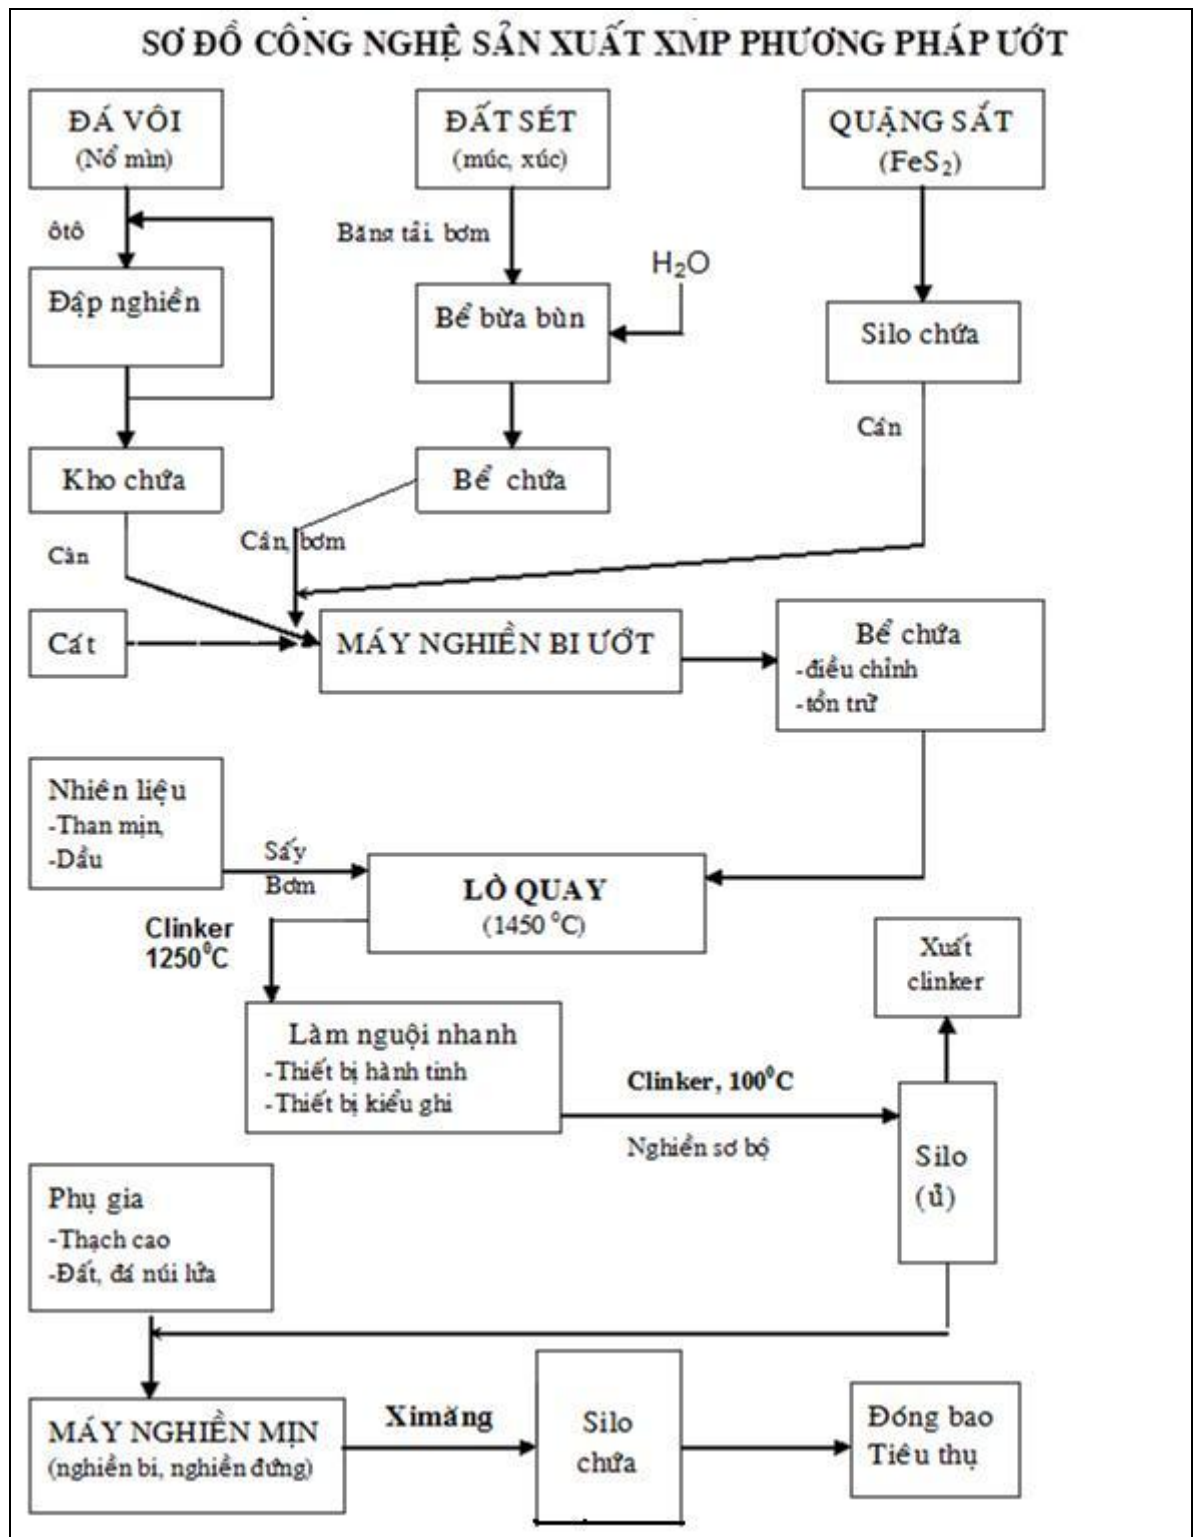 SƠ ĐỒ CÔNG NGHỆ SẢN XUẤT XMP PHƯƠNG PHÁP ƯỚT
ĐÁ VÔI
(Nổ mìn)
ĐẤT SÉT
(múc, xúc)
QUẶNG SẮT
(FeS₂)
ôtô
Băng tải. bơm
H₂O
Đập nghiền
Bể bừa bùn
Silo chứa
Cân
Kho chứa
Bể chứa
Cân
Cân, bơm
Cát
MÁY NGHIỀN BI ƯỚT
Bể chứa
-điều chỉnh
-tồn trữ
Nhiên liệu
-Than mịn,
-Dầu
Sấy
Bơm
LÒ QUAY
(1450 ⁰C)
Clinker
1250⁰C
Xuất
clinker
Làm nguội nhanh
-Thiết bị hành tinh
-Thiết bị kiểu ghi
Clinker, 100⁰C
Nghiền sơ bộ
Silo
(ủ)
Phụ gia
-Thạch cao
-Đất, đá núi lửa
MÁY NGHIỀN MỊN
(nghiền bi, nghiền đứng)
Ximăng
Silo
chứa
Đóng bao
Tiêu thụ